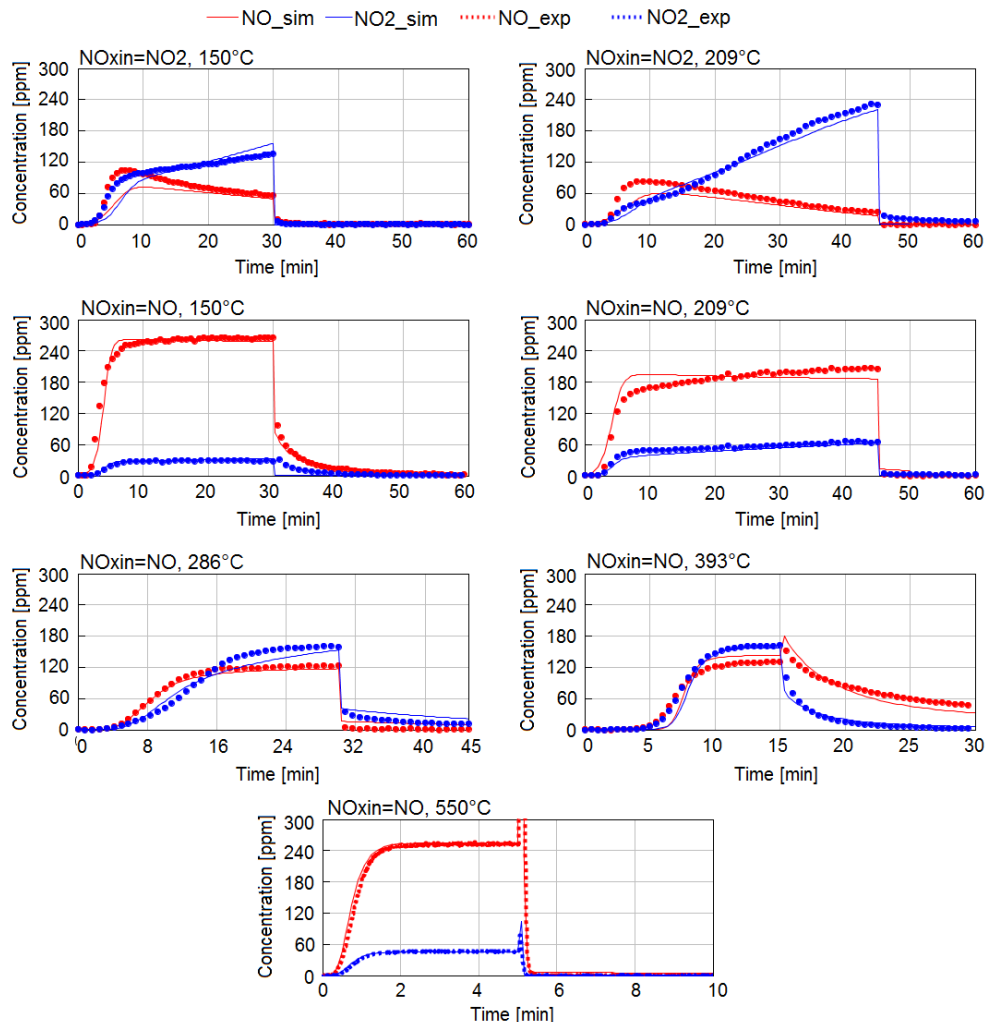 NO_sim NO2_sim NO_exp NO2_exp
NOxin=NO2, 150°C
Concentration [ppm]
300
240
180
120
60
0
0 10 20 30 40 50 60
Time [min]
NOxin=NO2, 209°C
Concentration [ppm]
300
240
180
120
60
0
0 10 20 30 40 50 60
Time [min]
NOxin=NO, 150°C
Concentration [ppm]
300
240
180
120
60
0
0 10 20 30 40 50 60
Time [min]
NOxin=NO, 209°C
Concentration [ppm]
300
240
180
120
60
0
0 10 20 30 40 50 60
Time [min]
NOxin=NO, 286°C
Concentration [ppm]
300
240
180
120
60
0
0 8 16 24 32 40 45
Time [min]
NOxin=NO, 393°C
Concentration [ppm]
300
240
180
120
60
0
0 5 10 15 20 25 30
Time [min]
NOxin=NO, 550°C
Concentration [ppm]
300
240
180
120
60
0
0 2 4 6 8 10
Time [min]